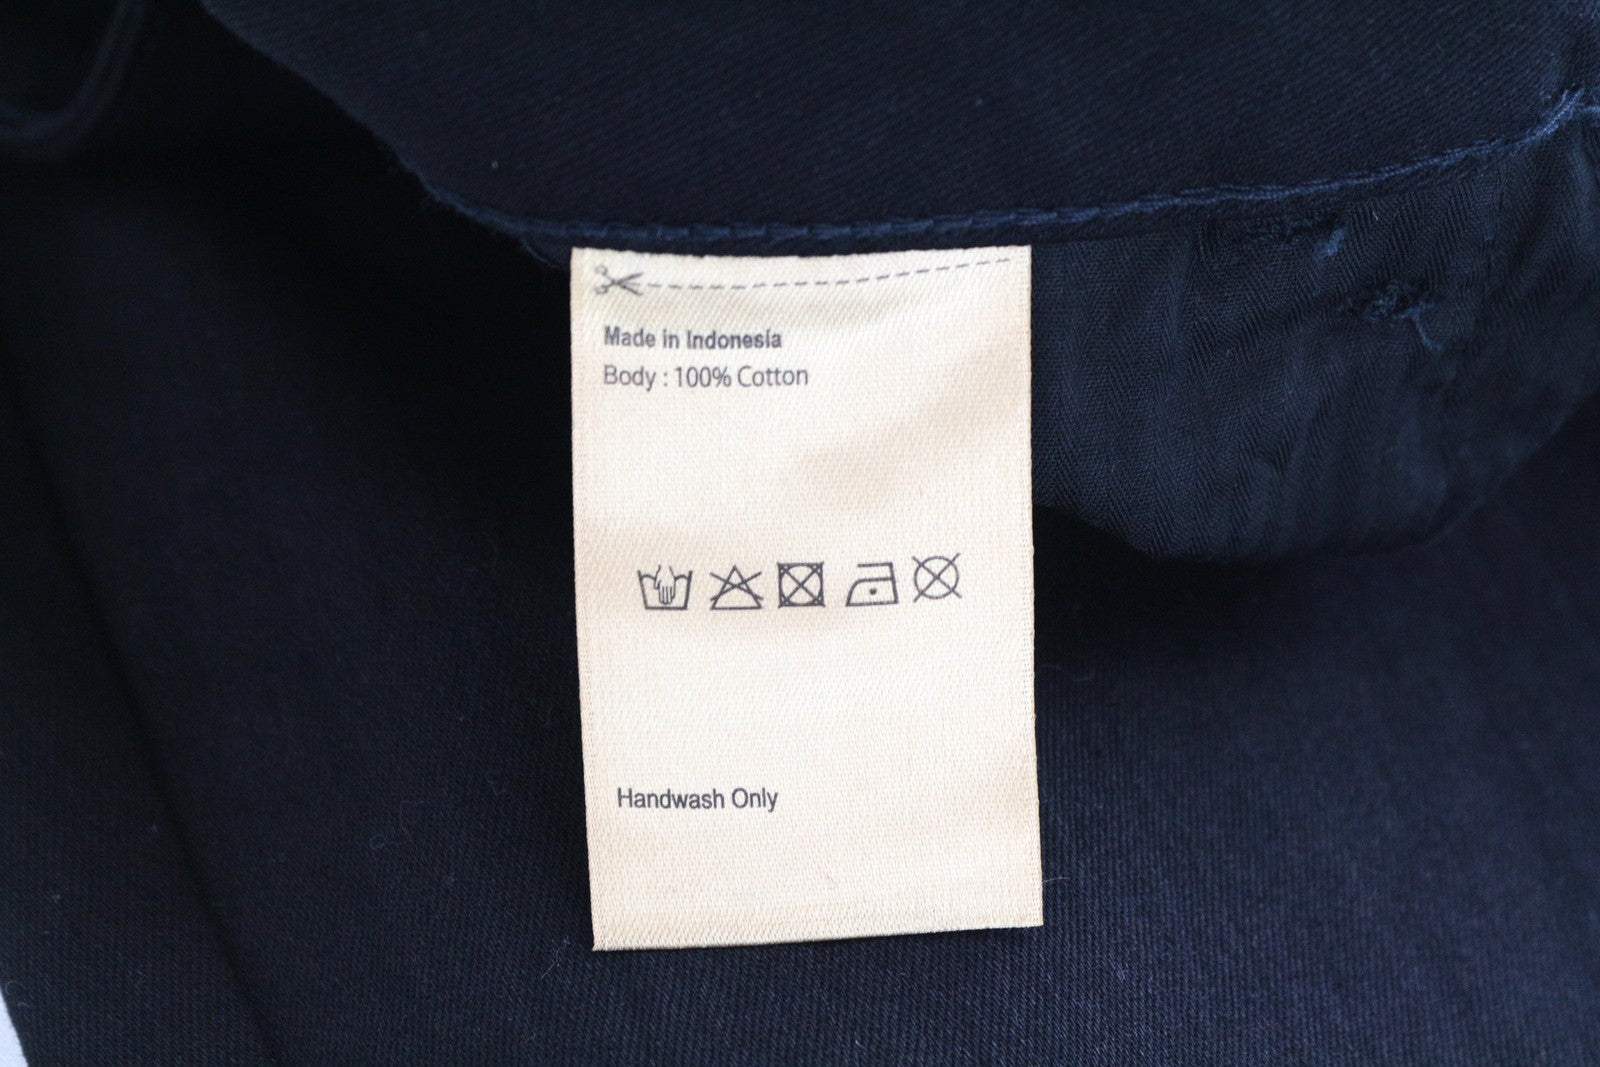 Made in Indonesia
Body : 100% Cotton
Handwash Only